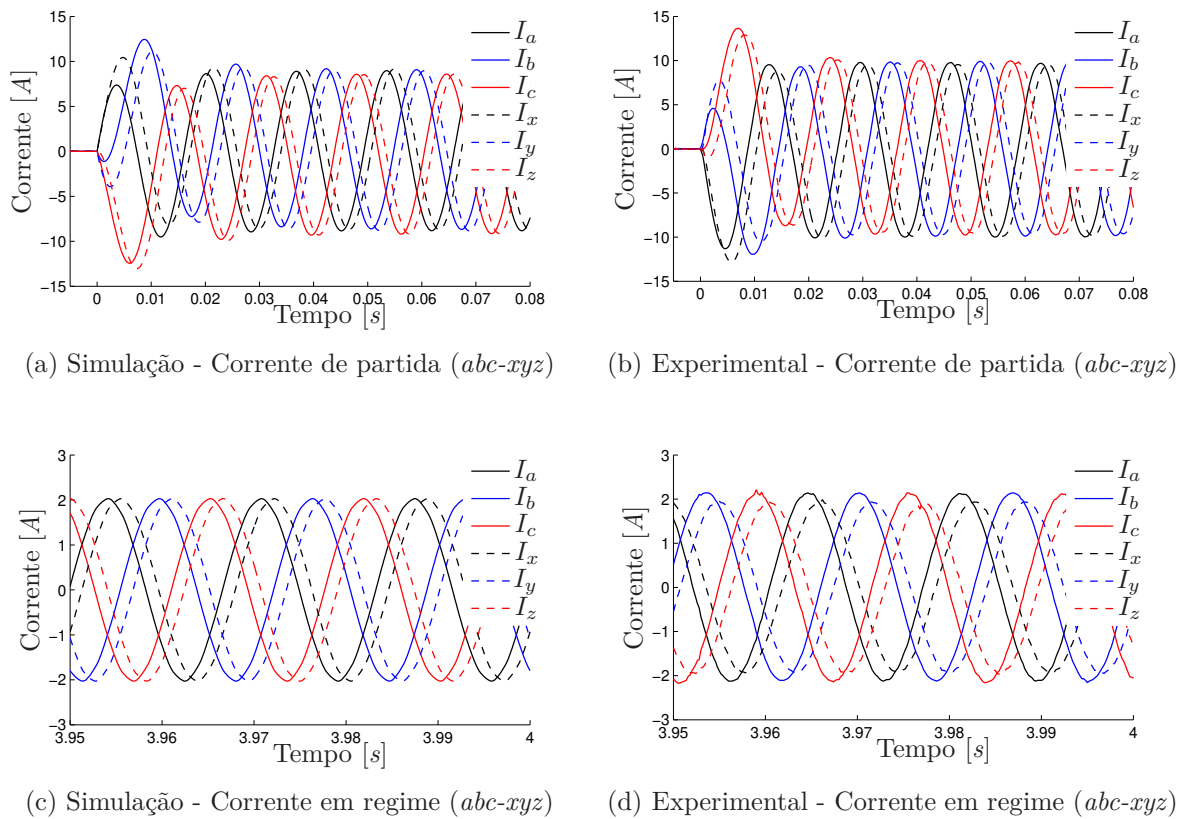 15
10
5
0
−5
−10
−15
Corrente [A]
0
0.01
0.02
0.03
0.04
0.05
0.06
0.07
0.08
Tempo [s]
I_a
I_b
I_c
I_x
I_y
I_z
(a) Simulação - Corrente de partida (abc-xyz)
15
10
5
0
−5
−10
−15
Corrente [A]
0
0.01
0.02
0.03
0.04
0.05
0.06
0.07
0.08
Tempo [s]
I_a
I_b
I_c
I_x
I_y
I_z
(b) Experimental - Corrente de partida (abc-xyz)
3
2
1
0
−1
−2
−3
Corrente [A]
3.95
3.96
3.97
3.98
3.99
4
Tempo [s]
I_a
I_b
I_c
I_x
I_y
I_z
(c) Simulação - Corrente em regime (abc-xyz)
3
2
1
0
−1
−2
−3
Corrente [A]
3.95
3.96
3.97
3.98
3.99
4
Tempo [s]
I_a
I_b
I_c
I_x
I_y
I_z
(d) Experimental - Corrente em regime (abc-xyz)